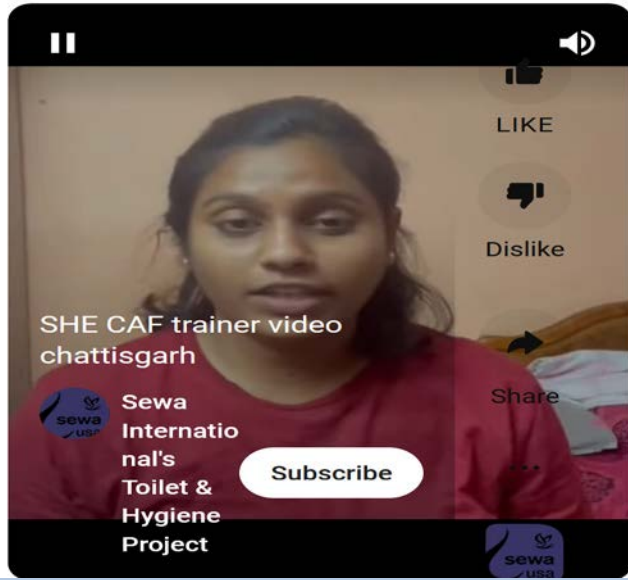 LIKE
Dislike
SHE CAF trainer video
chattisgarh
Share
sewa
usa
Sewa
Internatio
nal's
Toilet &
Hygiene
Project
Subscribe
...
sewa
usa